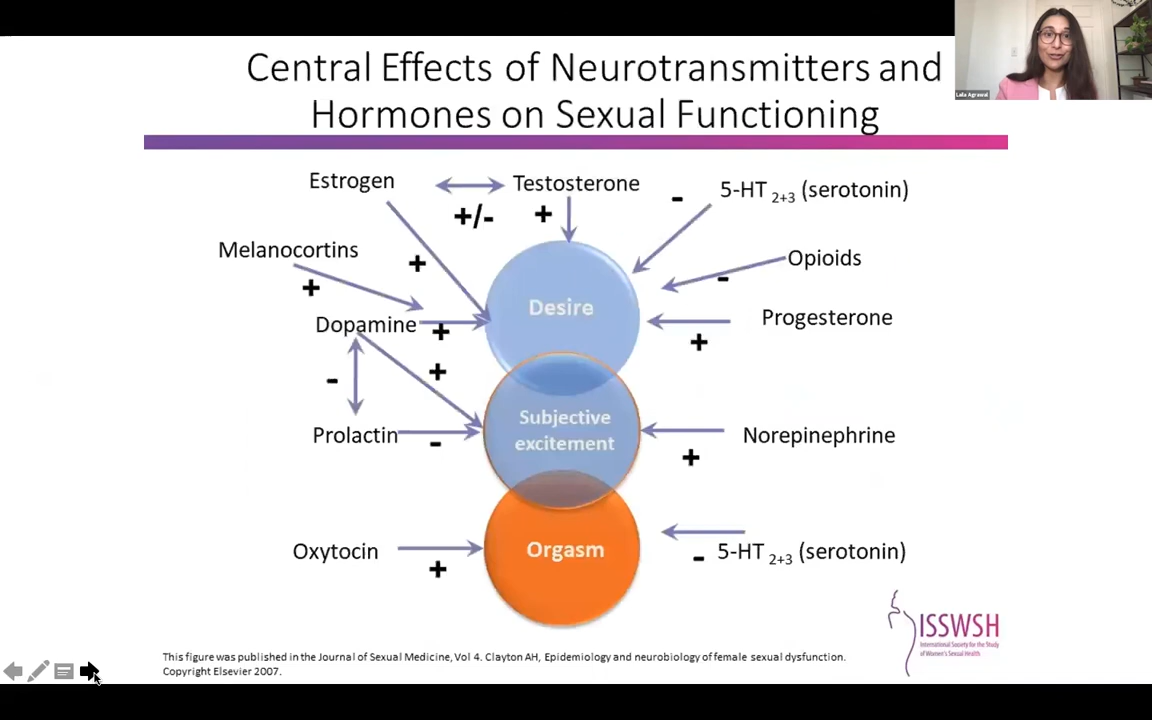 Central Effects of Neurotransmitters and
Hormones on Sexual Functioning
Laila Agrawal
Estrogen
+/-
Testosterone
+
-
5-HT 2+3 (serotonin)
Melanocortins
+
+
Opioids
-
Desire
Dopamine
+
+
Progesterone
+
-
Prolactin
-
Subjective
excitement
Norepinephrine
+
Oxytocin
+
Orgasm
-
5-HT 2+3 (serotonin)
ISSWSH
International Society for the Study
of Women's Sexual Health
This figure was published in the Journal of Sexual Medicine, Vol 4. Clayton AH, Epidemiology and neurobiology of female sexual dysfunction.
Copyright Elsevier 2007.